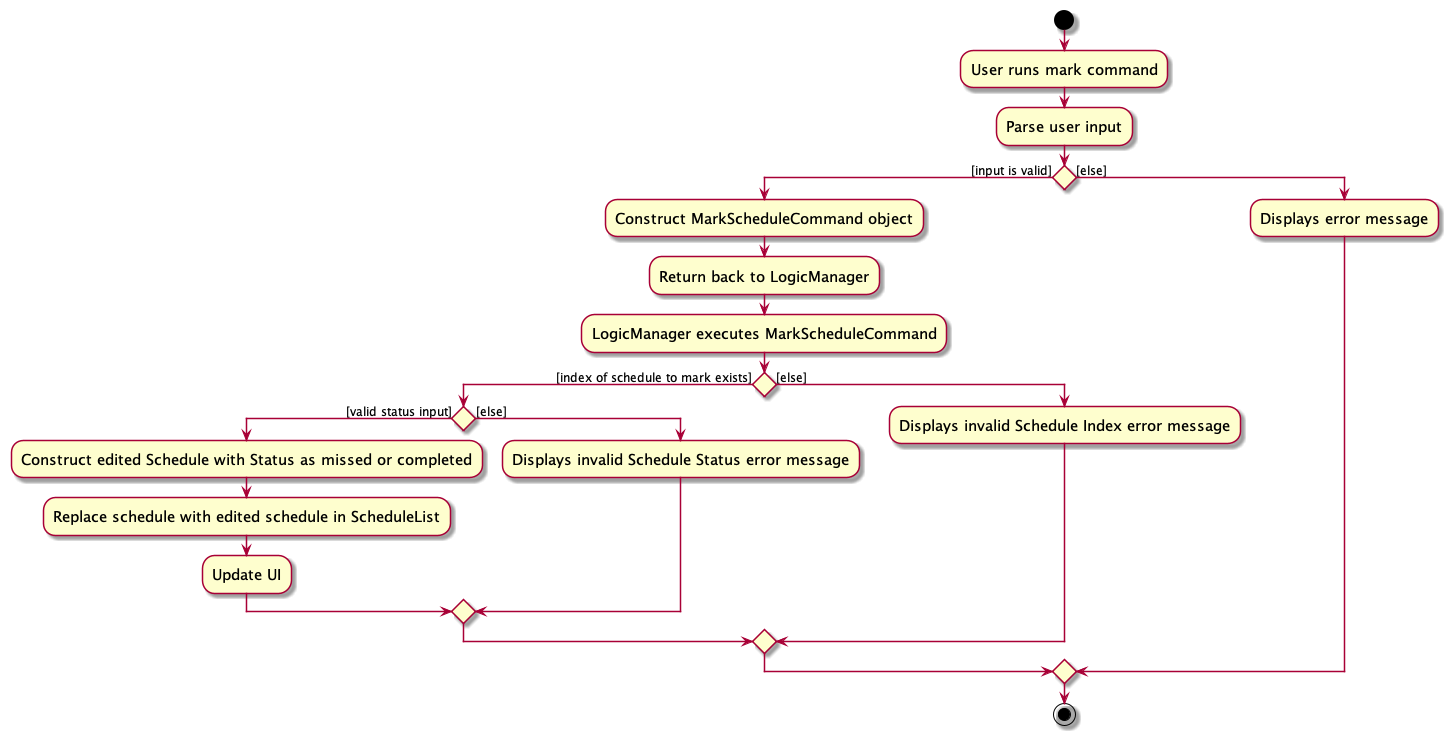 User runs mark command
Parse user input
[input is valid]
[else]
Construct MarkScheduleCommand object
Displays error message
Return back to LogicManager
LogicManager executes MarkScheduleCommand
[index of schedule to mark exists]
[else]
[valid status input]
[else]
Displays invalid Schedule Index error message
Construct edited Schedule with Status as missed or completed
Displays invalid Schedule Status error message
Replace schedule with edited schedule in ScheduleList
Update UI